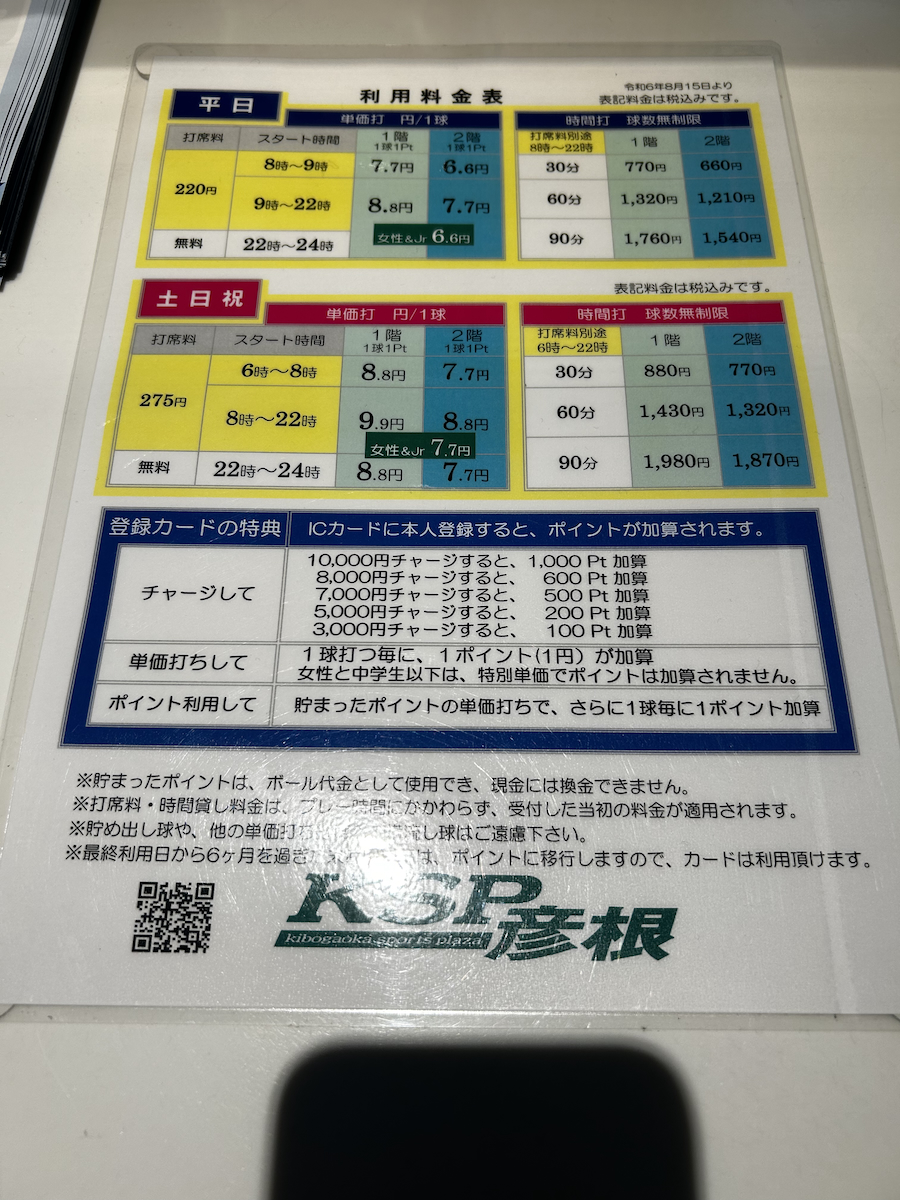 令和6年8月15日より
利用料金表
表記料金は税込みです。
平日
単価打 円/1球
時間打 球数無制限
打席料 スタート時間 1階 1球1Pt 2階 1球1Pt
打席料別途 8時〜22時 1階 2階
220円 8時〜9時 7.7円 6.6円
30分 770円 660円
9時〜22時 8.8円 7.7円
60分 1,320円 1,210円
女性&Jr 6.6円
無料 22時〜24時
90分 1,760円 1,540円
表記料金は税込みです。
土日祝
単価打 円/1球
時間打 球数無制限
打席料 スタート時間 1階 1球1Pt 2階 1球1Pt
打席料別途 6時〜22時 1階 2階
275円 6時〜8時 8.8円 7.7円
30分 880円 770円
8時〜22時 9.9円 8.8円
60分 1,430円 1,320円
女性&Jr 7.7円
無料 22時〜24時 8.8円 7.7円
90分 1,980円 1,870円
登録カードの特典 ICカードに本人登録すると、ポイントが加算されます。
チャージして
10,000円チャージすると、1,000 Pt 加算
8,000円チャージすると、 600 Pt 加算
7,000円チャージすると、 500 Pt 加算
5,000円チャージすると、 200 Pt 加算
3,000円チャージすると、 100 Pt 加算
単価打ちして
1球打つ毎に、1ポイント(1円)が加算
女性と中学生以下は、特別単価でポイントは加算されません。
ポイント利用して 貯まったポイントの単価打ちで、さらに1球毎に1ポイント加算
※貯まったポイントは、ボール代金として使用でき、現金には換金できません。
※打席料・時間貸し料金は、プレー時間にかかわらず、受付した当初の料金が適用されます。
※貯め出し球や、他の単価打 流し球はご遠慮下さい。
※最終利用日から6ヶ月を過ぎ は、ポイントに移行しますので、カードは利用頂けます。
KSP彦根
kibogaoka sports plaza